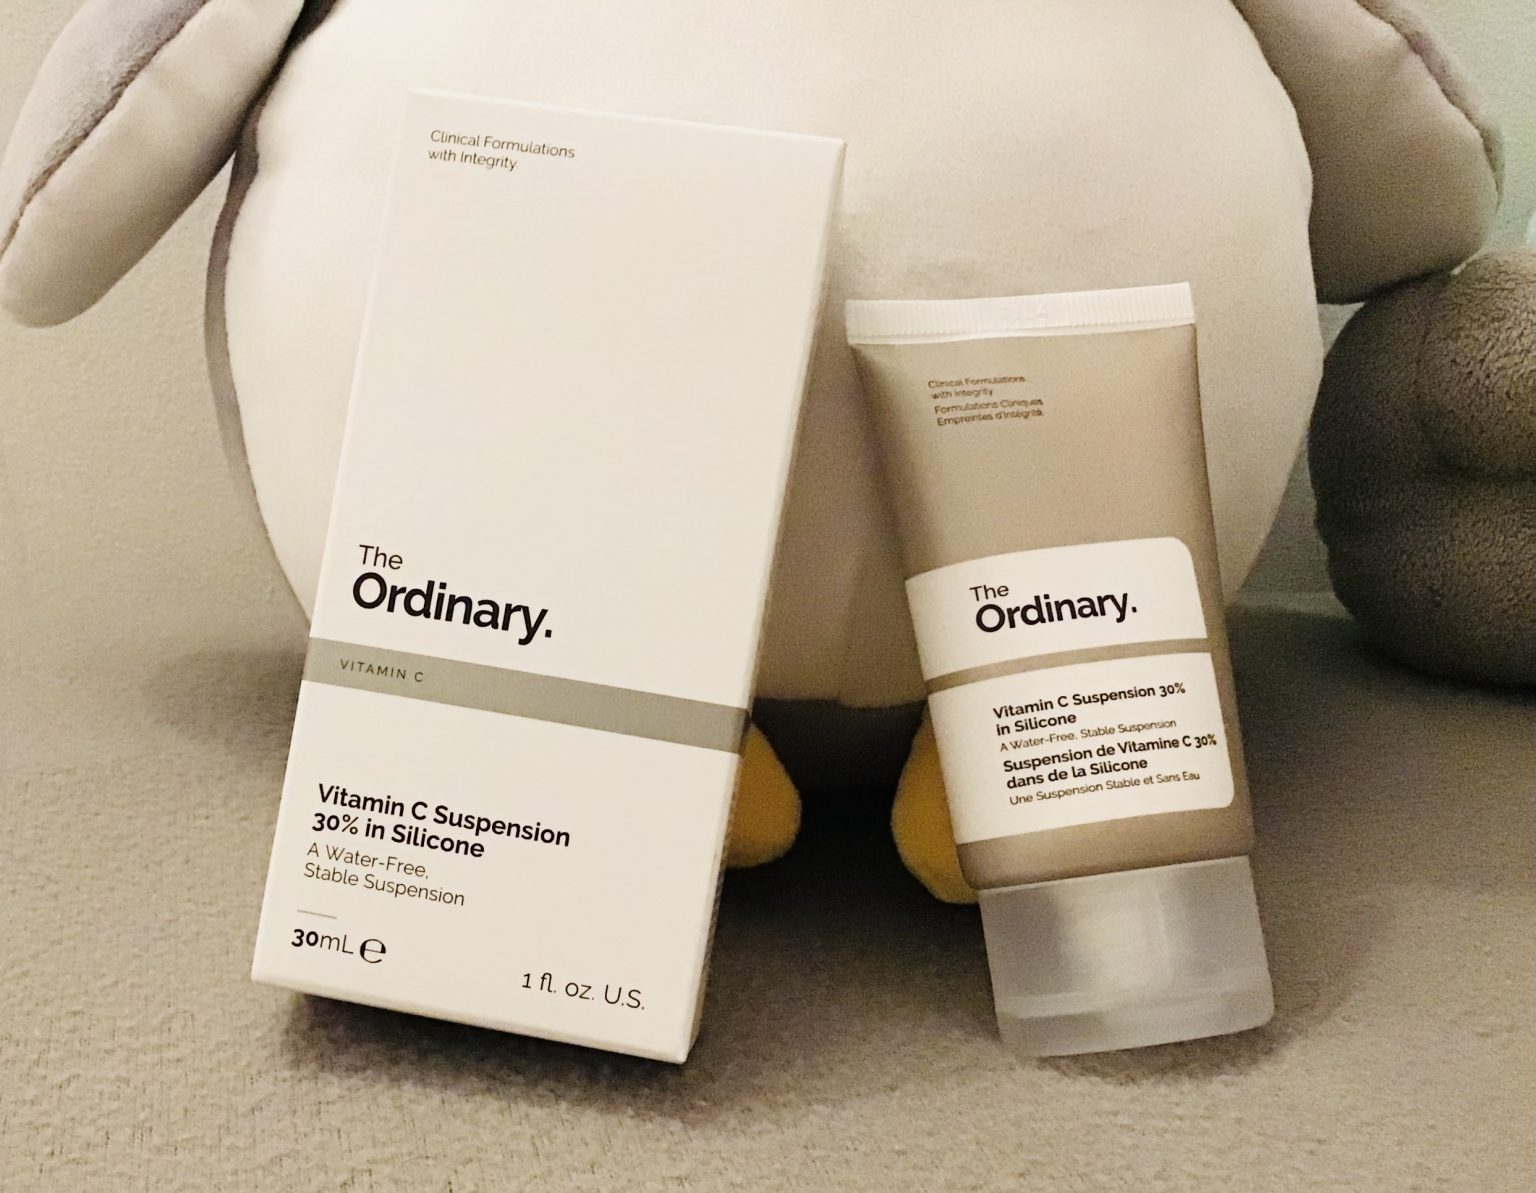 Clinical Formulations
with Integrity.
The
Ordinary.
VITAMIN C
Vitamin C Suspension
30% in Silicone
A Water-Free,
Stable Suspension
30mL ℮
1 fl. oz. U.S.
Clinical Formulations
with Integrity
Formulations Cliniques
Empreintes d'Intégrité
The
Ordinary.
Vitamin C Suspension 30%
in Silicone
A Water-Free, Stable Suspension
Suspension de Vitamine C 30%
dans de la Silicone
Une Suspension Stable et Sans Eau